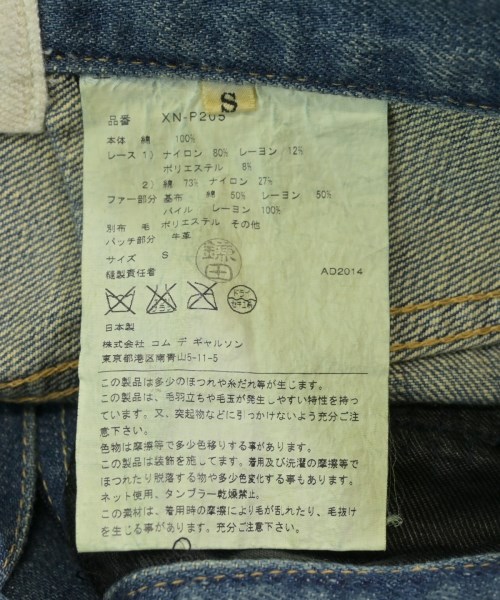 S
品番 XN-P205
本体 綿 100%
レース 1) ナイロン 80% レーヨン 12%
ポリエステル 8%
2) 綿 73% ナイロン 27%
ファー部分 基布 綿 50% レーヨン 50%
パイル レーヨン 100%
別布 毛 ポリエステル その他
パッチ部分 牛革
サイズ S
縫製責任者
鎌田
AD2014
日本製
株式会社 コム デ ギャルソン
東京都港区南青山5-11-5
この製品は多少のほつれや糸だれ等が生じます。
この製品は、毛羽立ちや毛玉が発生しやすい特性を持っ
ています。又、突起物などに引っかけないよう充分ご注
意下さい。
色物は摩擦等で多少色移りする事があります。
この製品は装飾を施してます。着用及び洗濯の摩擦等で
ほつれたり脱落する物や多少色変化する事もあります。
ネット使用、タンブラー乾燥禁止。
この素材は、着用時の摩擦により毛が乱れたり、毛抜け
を生じる事があります。充分ご注意下さい。